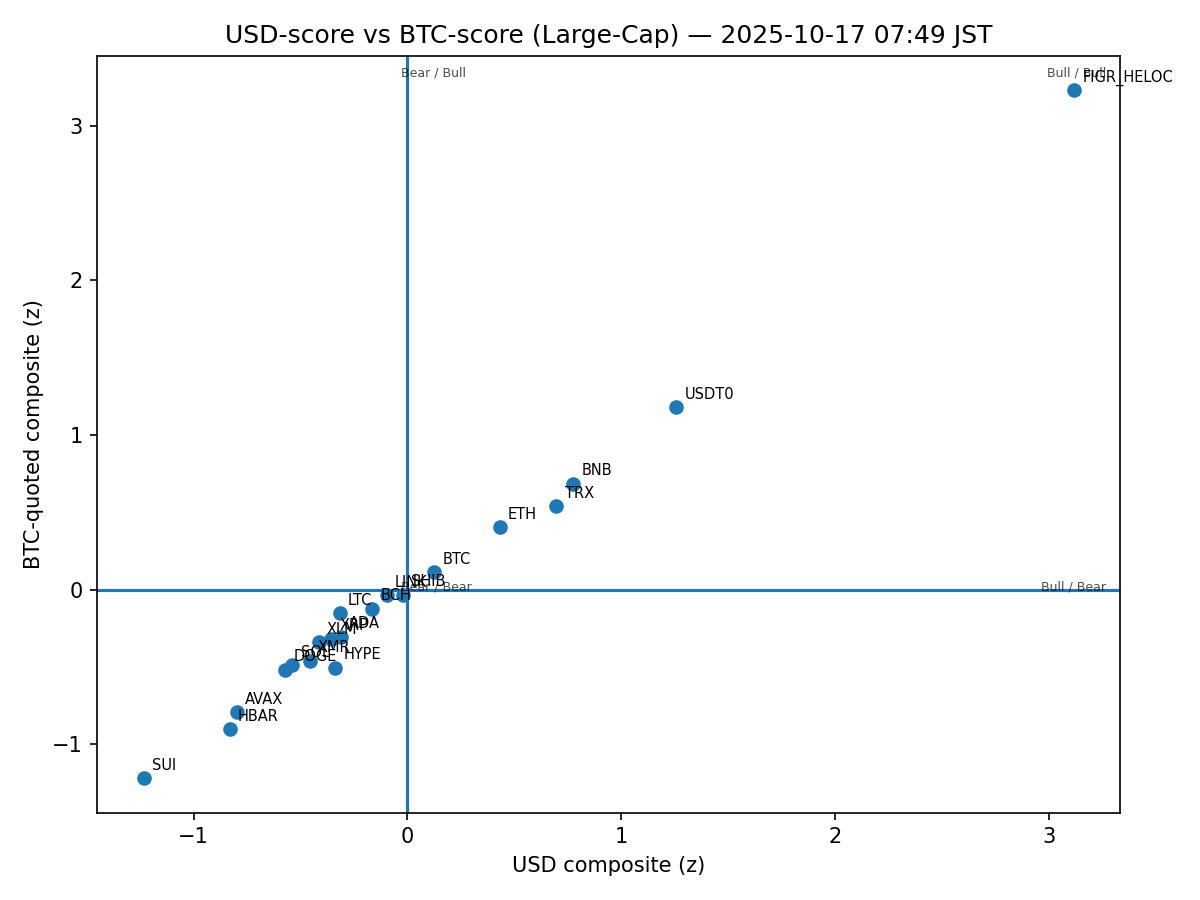 USD-score vs BTC-score (Large-Cap) — 2025-10-17 07:49 JST
Bear / Bull
Bull / Bull
FIGR_HELOC
3
2
USDT0
1
BNB
TRX
ETH
BTC
LINK
SHIB
0
Bear / Bear
Bull / Bear
BCH
LTC
XRP
ADA
XLM
XMR
SOL
HYPE
DOGE
AVAX
HBAR
−1
SUI
BTC-quoted composite (z)
−1
0
1
2
3
USD composite (z)